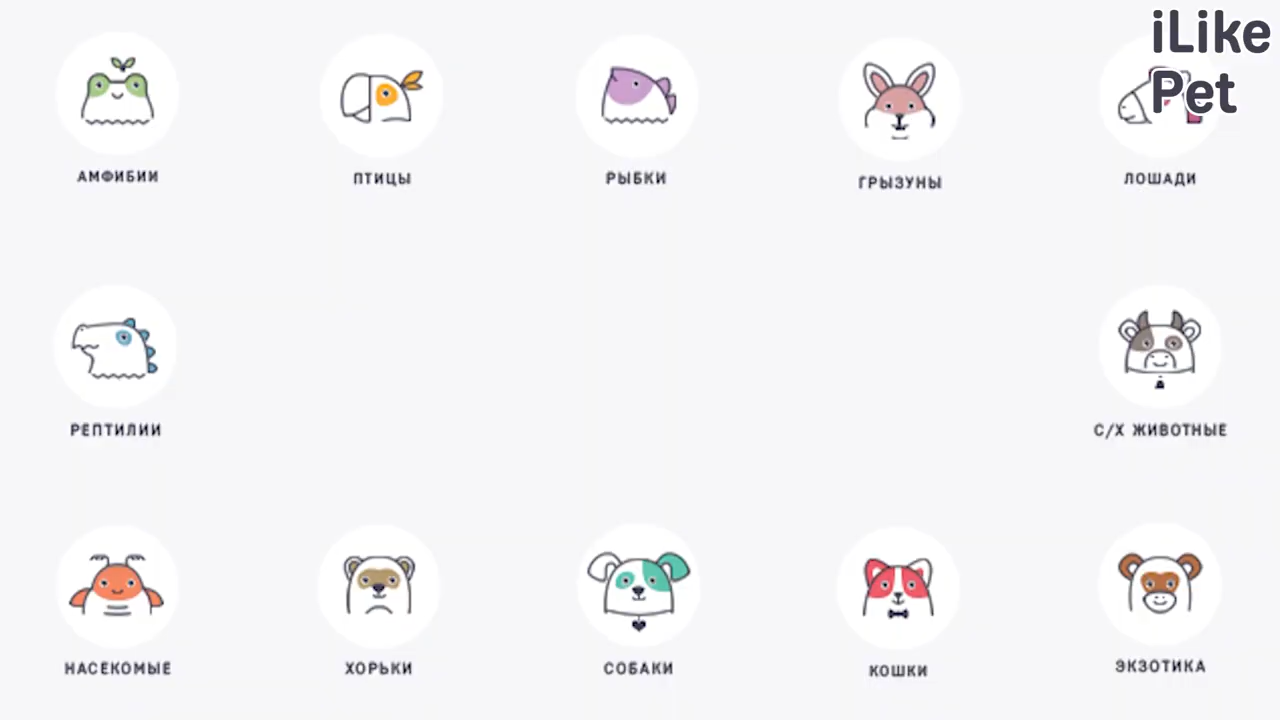 iLike
Pet
АМФИБИИ
ПТИЦЫ
РЫБКИ
ГРЫЗУНЫ
ЛОШАДИ
РЕПТИЛИИ
С/Х ЖИВОТНЫЕ
НАСЕКОМЫЕ
ХОРЬКИ
СОБАКИ
КОШКИ
ЭКЗОТИКА